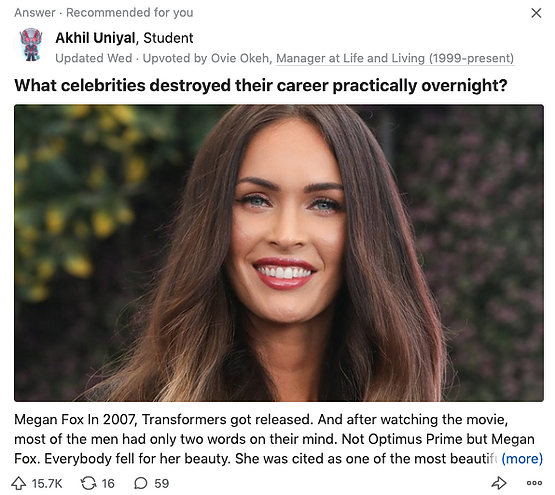 Answer · Recommended for you
Akhil Uniyal, Student
Updated Wed · Upvoted by Ovie Okeh, Manager at Life and Living (1999-present)
What celebrities destroyed their career practically overnight?
Megan Fox In 2007, Transformers got released. And after watching the movie,
most of the men had only two words on their mind. Not Optimus Prime but Megan
Fox. Everybody fell for her beauty. She was cited as one of the most beautif (more)
15.7K 16 59